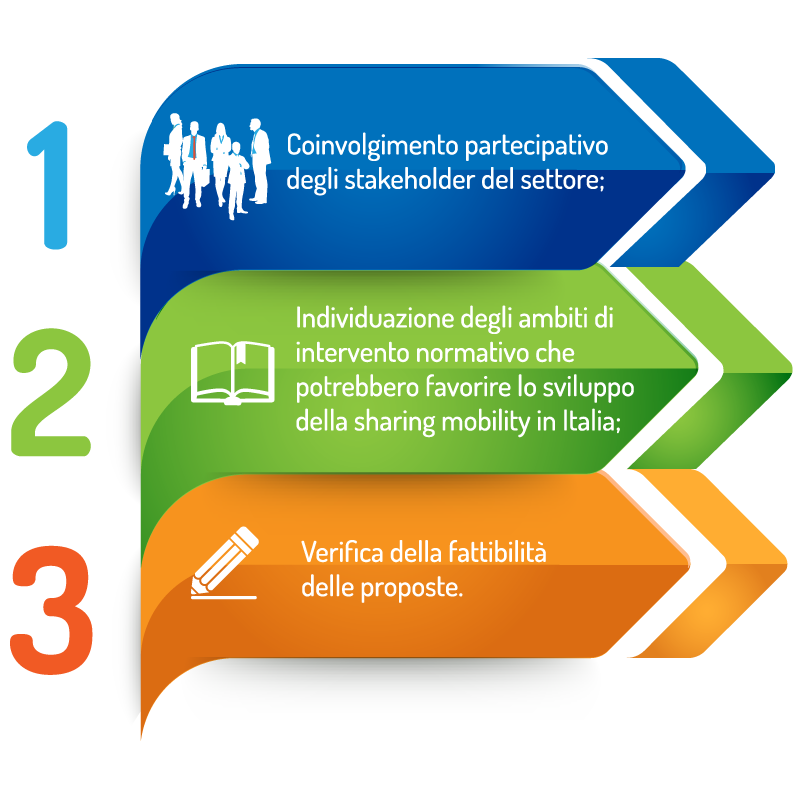 1
Coinvolgimento partecipativo
degli stakeholder del settore;
2
Individuazione degli ambiti di
intervento normativo che
potrebbero favorire lo sviluppo
della sharing mobility in Italia;
3
Verifica della fattibilità
delle proposte.